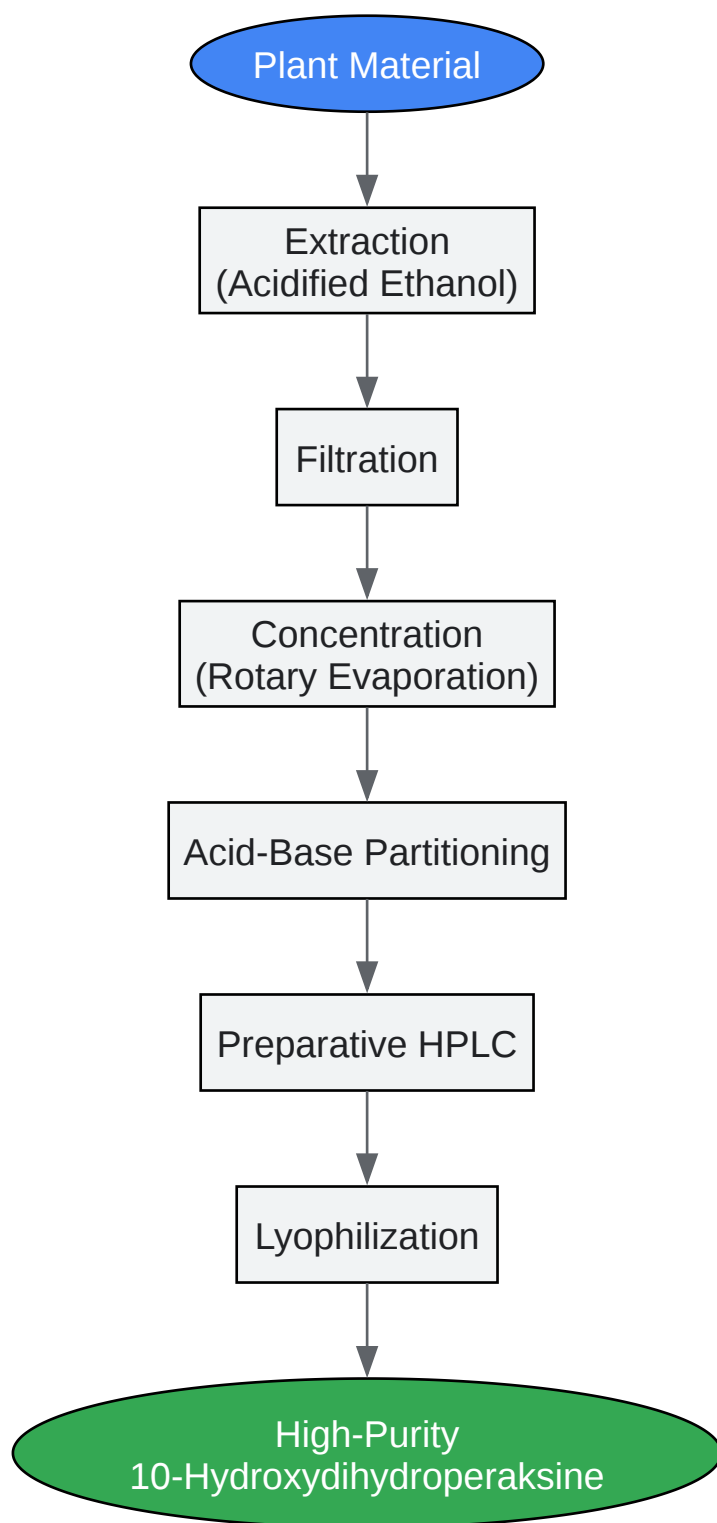 Plant Material
Extraction
(Acidified Ethanol)
Filtration
Concentration
(Rotary Evaporation)
Acid-Base Partitioning
Preparative HPLC
Lyophilization
High-Purity
10-Hydroxydihydroperaksine